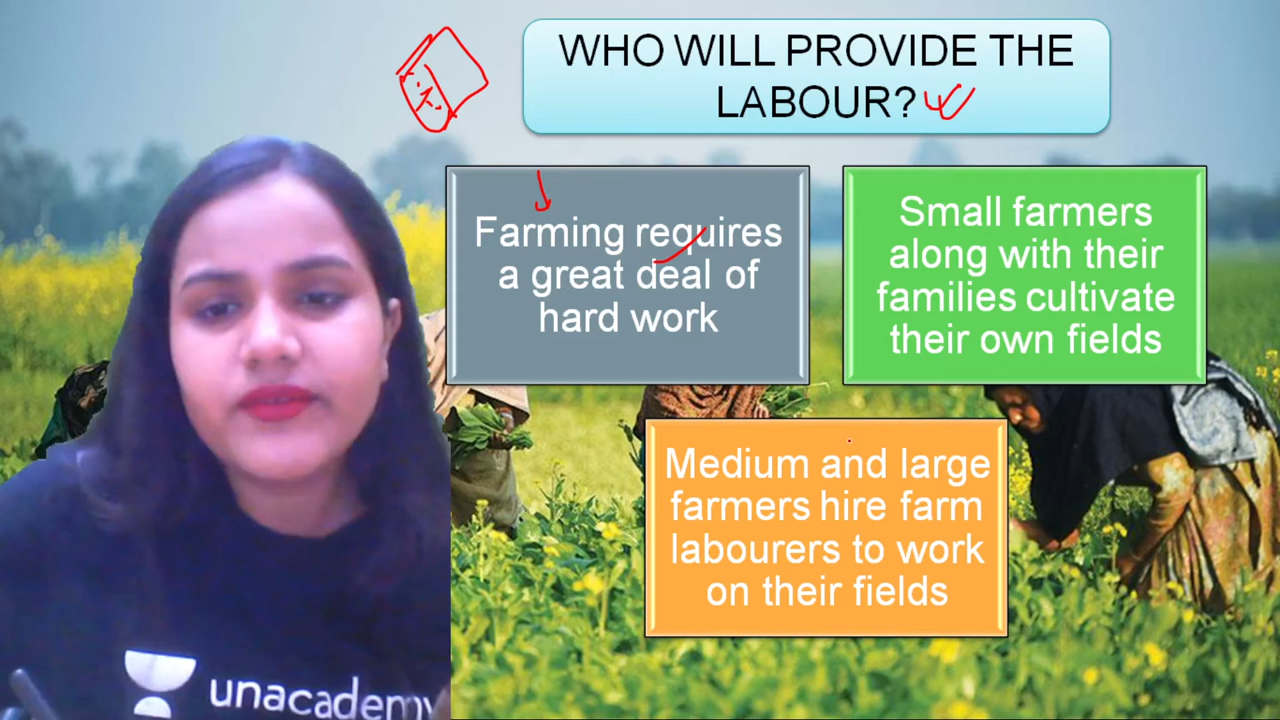 WHO WILL PROVIDE THE
LABOUR?
Farming requires
a great deal of
hard work
Small farmers
along with their
families cultivate
their own fields
Medium and large
farmers hire farm
labourers to work
on their fields
unacademy